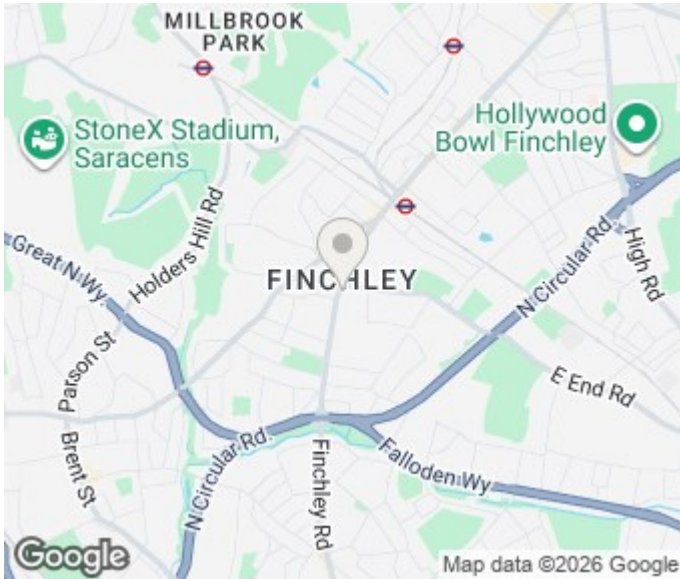 MILLBROOK
PARK
StoneX Stadium,
Saracens
Hollywood
Bowl Finchley
Holders Hill Rd
Great N Wy.
FINCHLEY
N Circular Rd
High Rd
Parson St
E End Rd
Brent St
N Circular Rd.
Finchley Rd
Falloden Wy
Google
Map data ©2026 Google